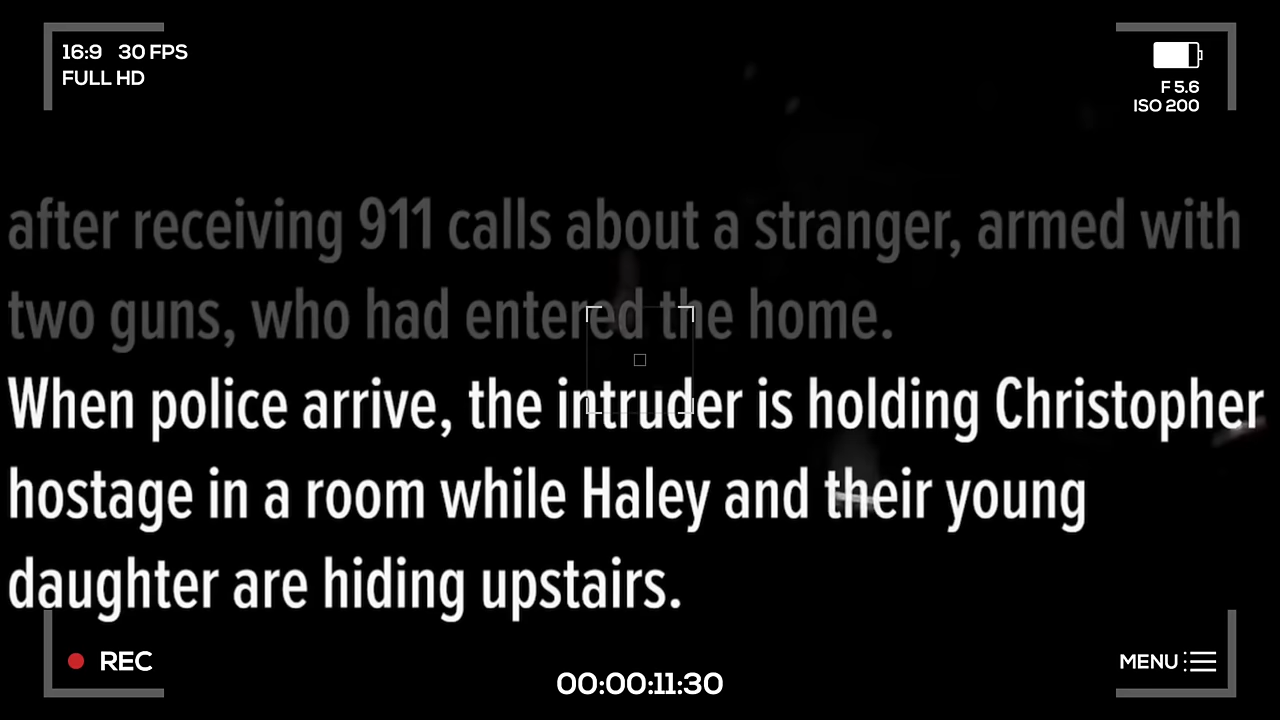 16:9 30 FPS
FULL HD
F 5.6
ISO 200
after receiving 911 calls about a stranger, armed with
two guns, who had entered the home.
When police arrive, the intruder is holding Christopher
hostage in a room while Haley and their young
daughter are hiding upstairs.
REC
00:00:11:30
MENU